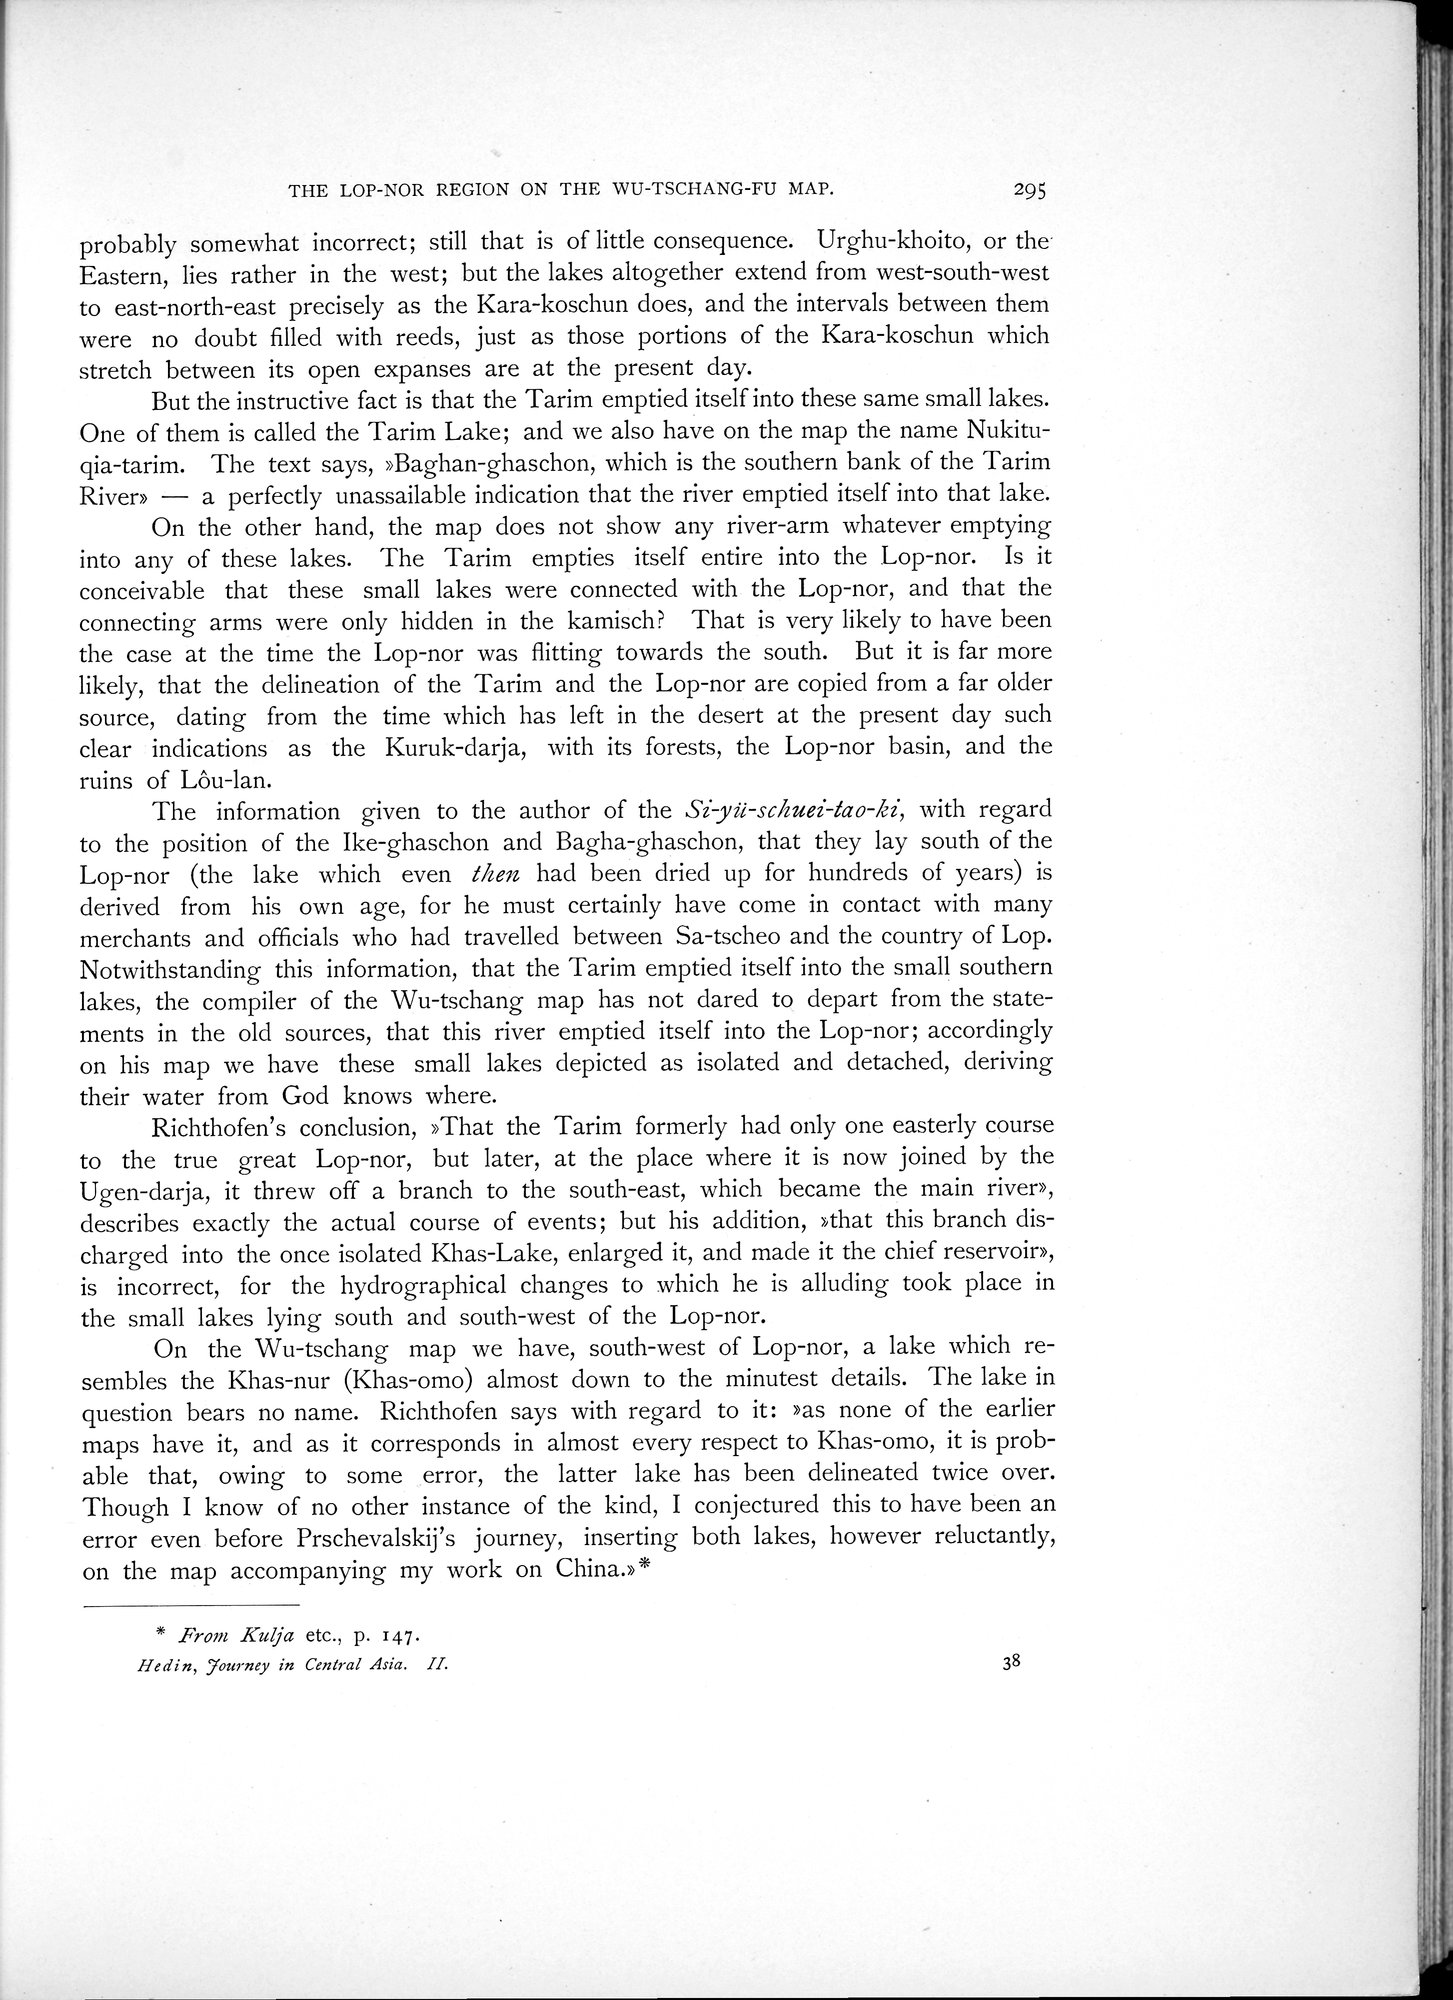 THE LOP-NOR REGION ON THE WU-TSCHANG-FU MAP. 295
probably somewhat incorrect; still that is of little consequence. Urghu-khoito, or the
Eastern, lies rather in the west; but the lakes altogether extend from west-south-west
to east-north-east precisely as the Kara-koschun does, and the intervals between them
were no doubt filled with reeds, just as those portions of the Kara-koschun which
stretch between its open expanses are at the present day.
But the instructive fact is that the Tarim emptied itself into these same small lakes.
One of them is called the Tarim Lake; and we also have on the map the name Nukitu-
qia-tarim. The text says, »Baghan-ghaschon, which is the southern bank of the Tarim
River» — a perfectly unassailable indication that the river emptied itself into that lake.
On the other hand, the map does not show any river-arm whatever emptying
into any of these lakes. The Tarim empties itself entire into the Lop-nor. Is it
conceivable that these small lakes were connected with the Lop-nor, and that the
connecting arms were only hidden in the kamisch? That is very likely to have been
the case at the time the Lop-nor was flitting towards the south. But it is far more
likely, that the delineation of the Tarim and the Lop-nor are copied from a far older
source, dating from the time which has left in the desert at the present day such
clear indications as the Kuruk-darja, with its forests, the Lop-nor basin, and the
ruins of Lôu-lan.
The information given to the author of the Si-yü-schuei-tao-ki, with regard
to the position of the Ike-ghaschon and Bagha-ghaschon, that they lay south of the
Lop-nor (the lake which even then had been dried up for hundreds of years) is
derived from his own age, for he must certainly have come in contact with many
merchants and officials who had travelled between Sa-tscheo and the country of Lop.
Notwithstanding this information, that the Tarim emptied itself into the small southern
lakes, the compiler of the Wu-tschang map has not dared to depart from the state-
ments in the old sources, that this river emptied itself into the Lop-nor; accordingly
on his map we have these small lakes depicted as isolated and detached, deriving
their water from God knows where.
Richthofen's conclusion, »That the Tarim formerly had only one easterly course
to the true great Lop-nor, but later, at the place where it is now joined by the
Ugen-darja, it threw off a branch to the south-east, which became the main river»,
describes exactly the actual course of events; but his addition, »that this branch dis-
charged into the once isolated Khas-Lake, enlarged it, and made it the chief reservoir»,
is incorrect, for the hydrographical changes to which he is alluding took place in
the small lakes lying south and south-west of the Lop-nor.
On the Wu-tschang map we have, south-west of Lop-nor, a lake which re-
sembles the Khas-nur (Khas-omo) almost down to the minutest details. The lake in
question bears no name. Richthofen says with regard to it: »as none of the earlier
maps have it, and as it corresponds in almost every respect to Khas-omo, it is prob-
able that, owing to some error, the latter lake has been delineated twice over.
Though I know of no other instance of the kind, I conjectured this to have been an
error even before Prschevalskij's journey, inserting both lakes, however reluctantly,
on the map accompanying my work on China.»*
* From Kulja etc., p. 147.
Hedin, Journey in Central Asia. II. 38